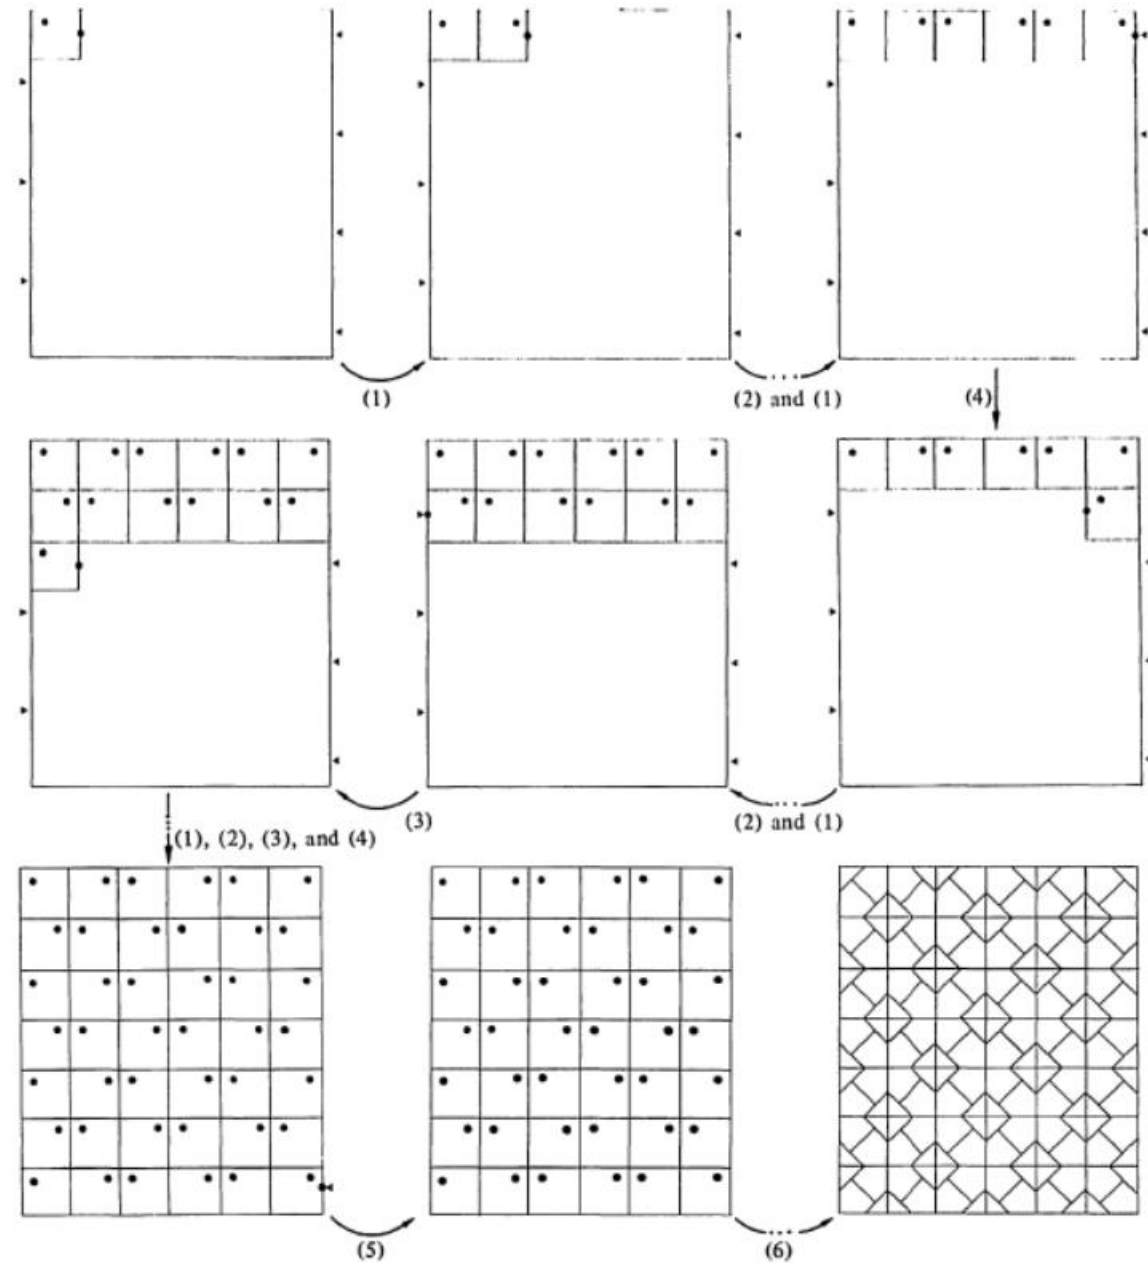 (1)
(2) and (1)
(4)
(3)
(2) and (1)
(1), (2), (3), and (4)
(5)
(6)